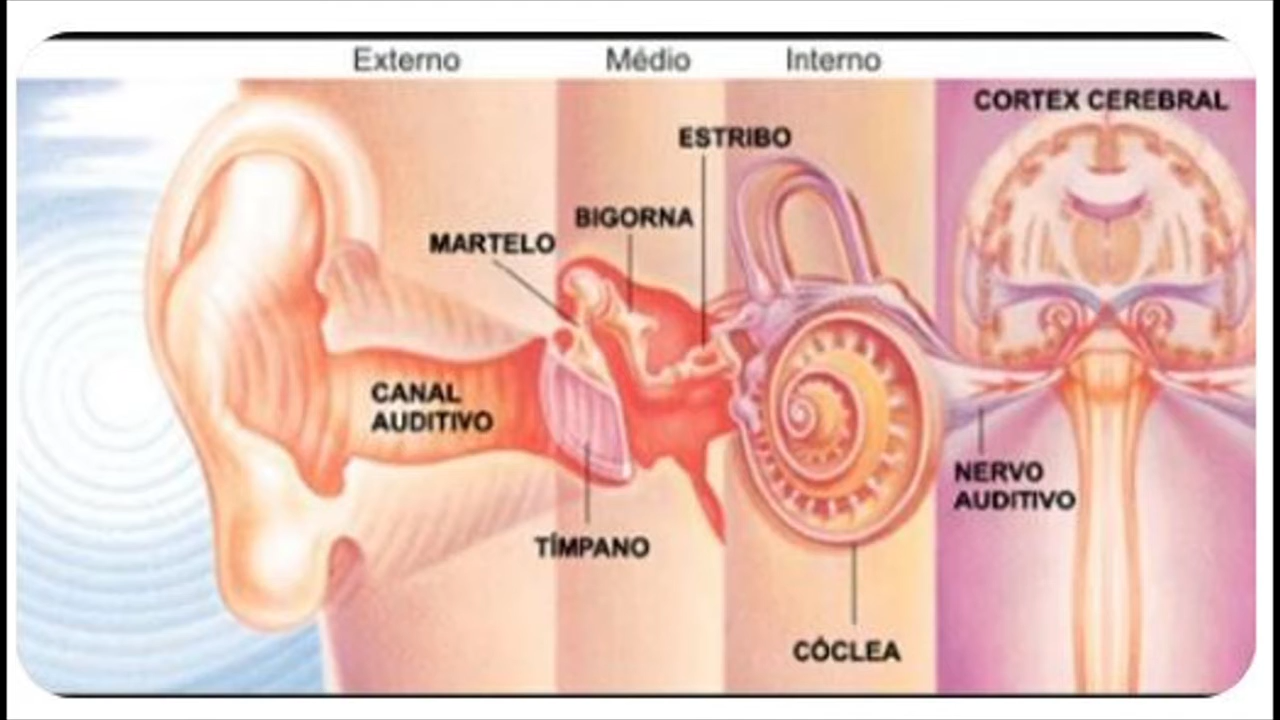 Externo Médio Interno
CORTEX CEREBRAL
ESTRIBO
BIGORNA
MARTELO
CANAL
AUDITIVO
NERVO
AUDITIVO
TÍMPANO
CÓCLEA